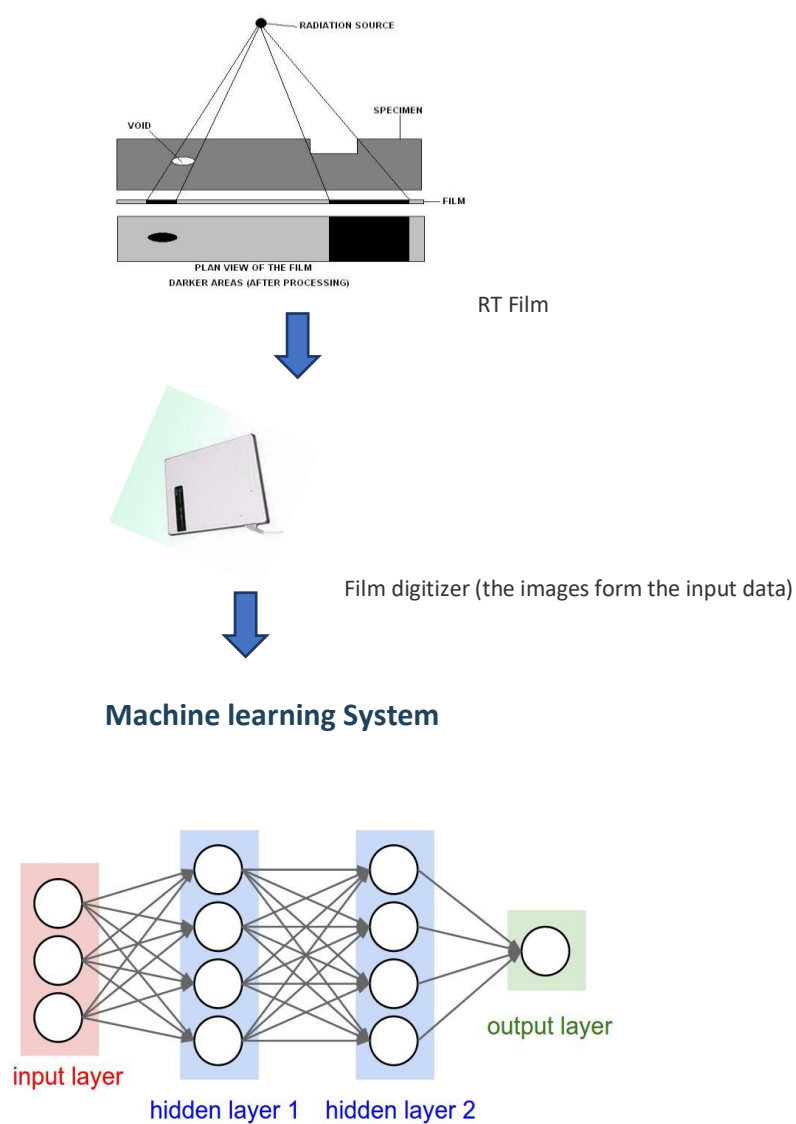 RADIATION SOURCE
SPECIMEN
VOID
FILM
PLAN VIEW OF THE FILM
DARKER AREAS (AFTER PROCESSING)
RT Film
Film digitizer (the images form the input data)
Machine learning System
input layer
hidden layer 1
hidden layer 2
output layer